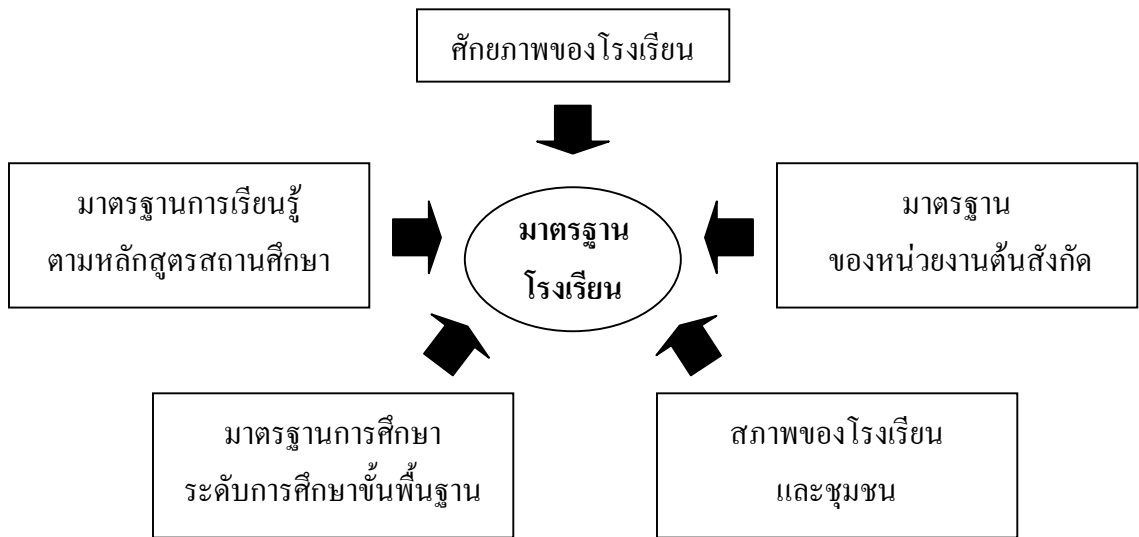 ศักยภาพของโรงเรียน
มาตรฐานการเรียนรู้
ตามหลักสูตรสถานศึกษา
มาตรฐาน
โรงเรียน
มาตรฐาน
ของหน่วยงานต้นสังกัด
มาตรฐานการศึกษา
ระดับการศึกษาขั้นพื้นฐาน
สภาพของโรงเรียน
และชุมชน